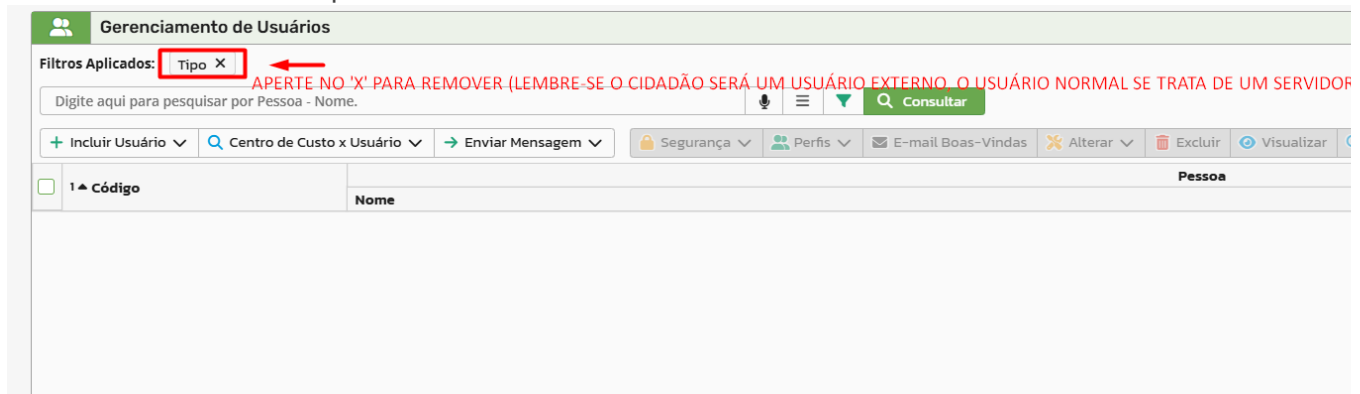 Gerenciamento de Usuários
Filtros Aplicados: Tipo ×
APERTE NO 'X' PARA REMOVER (LEMBRE-SE O CIDADÃO SERÁ UM USUÁRIO EXTERNO, O USUÁRIO NORMAL SE TRATA DE UM SERVIDOR
Digite aqui para pesquisar por Pessoa - Nome. Consultar
+ Incluir Usuário Centro de Custo x Usuário Enviar Mensagem Segurança Perfis E-mail Boas-Vindas Alterar Excluir Visualizar
1 Código Pessoa
Nome